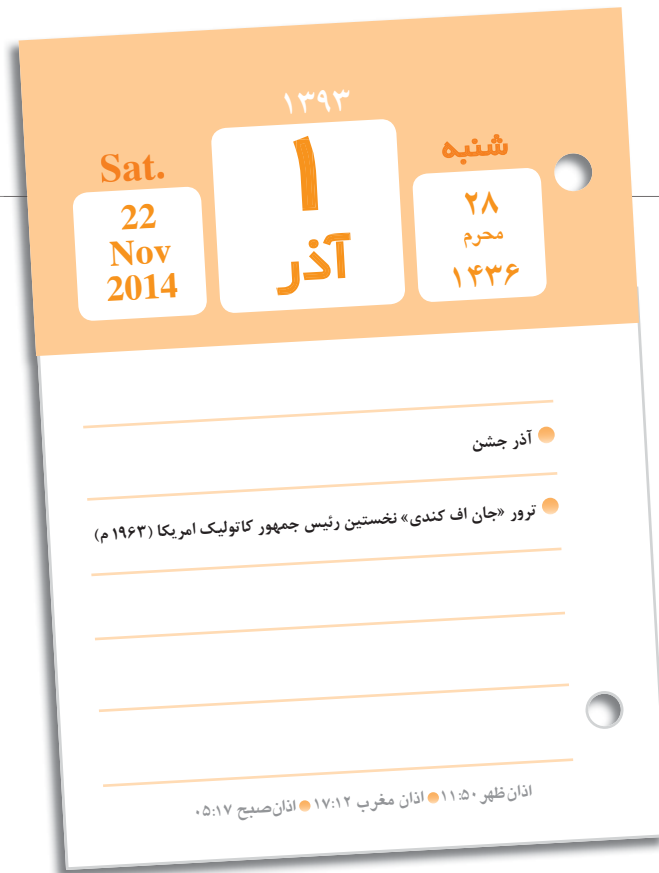 ۱۳۹۳
شنبه
۲۸
محرم
۱۴۳۶
۱
آذر
Sat.
22
Nov
2014
آذر جشن
ترور «جان اف کندی» نخستین رئیس جمهور کاتولیک امریکا (۱۹۶۳ م)
اذان ظهر ۱۱:۵۰ اذان مغرب ۱۷:۱۲ اذان صبح ۰۵:۱۷